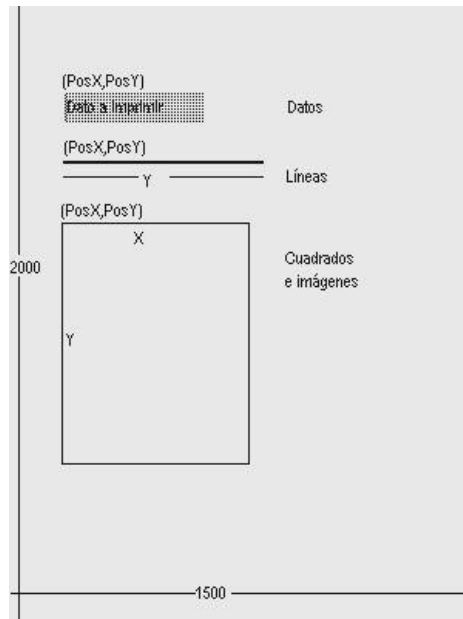 (PosX,PosY)
Dato a Imprimir
Datos
(PosX,PosY)
Y
Líneas
(PosX,PosY)
X
Cuadrados
e imágenes
2000
Y
1500